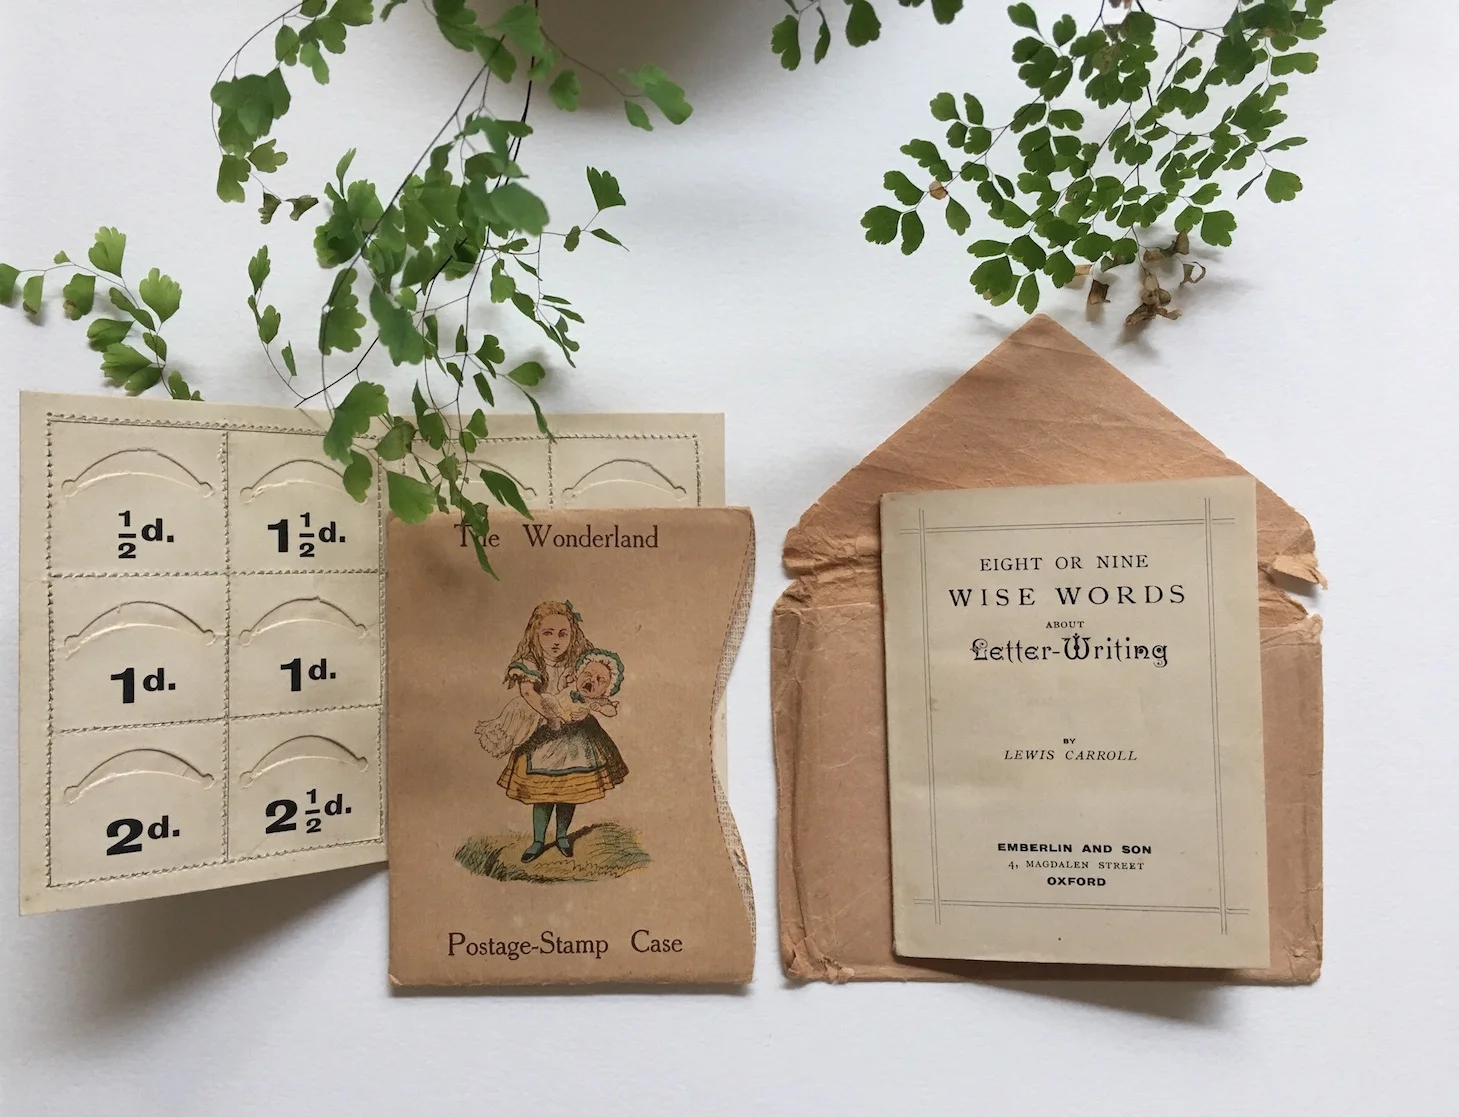 ½d.
1½d.
1d.
1d.
2d.
2½d.
The Wonderland
Postage-Stamp Case
EIGHT OR NINE
WISE WORDS
ABOUT
Letter-Writing
BY
LEWIS CARROLL
EMBERLIN AND SON
4, MAGDALEN STREET
OXFORD